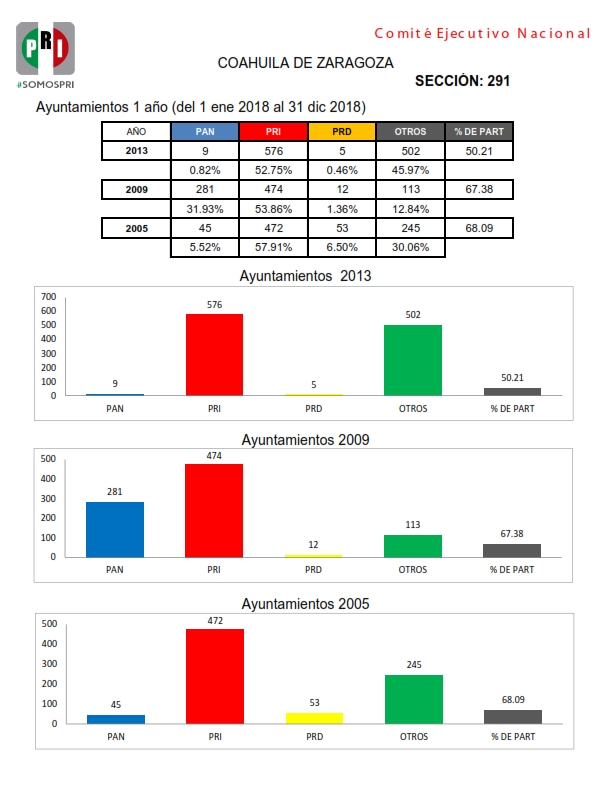 PRI
#SOMOSPRI
Comité Ejecutivo Nacional
COAHUILA DE ZARAGOZA
SECCIÓN: 291
Ayuntamientos 1 año (del 1 ene 2018 al 31 dic 2018)
AÑO PAN PRI PRD OTROS % DE PART
2013 9 576 5 502 50.21
0.82% 52.75% 0.46% 45.97%
2009 281 474 12 113 67.38
31.93% 53.86% 1.36% 12.84%
2005 45 472 53 245 68.09
5.52% 57.91% 6.50% 30.06%
Ayuntamientos 2013
700
600
500
400
300
200
100
0
9 576 5 502 50.21
PAN PRI PRD OTROS % DE PART
Ayuntamientos 2009
500
400
300
200
100
0
281 474 12 113 67.38
PAN PRI PRD OTROS % DE PART
Ayuntamientos 2005
500
400
300
200
100
0
45 472 53 245 68.09
PAN PRI PRD OTROS % DE PART